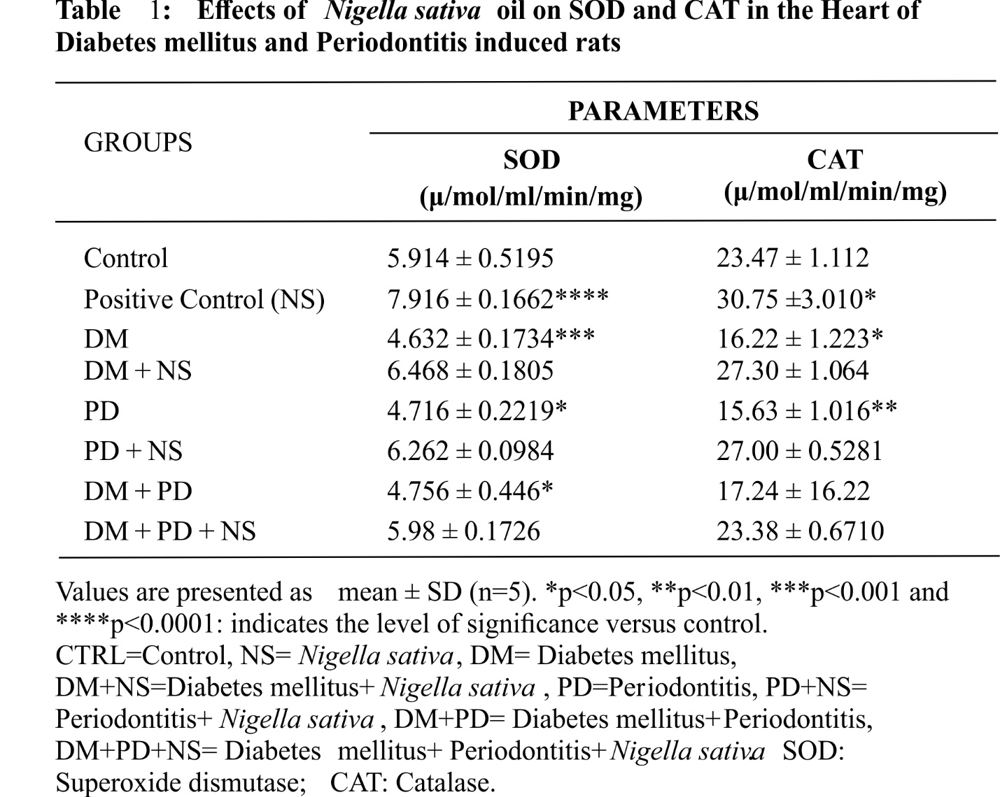 Table 1: Effects of Nigella sativa oil on SOD and CAT in the Heart of
Diabetes mellitus and Periodontitis induced rats
PARAMETERS
GROUPS
SOD CAT
(μ/mol/ml/min/mg) (μ/mol/ml/min/mg)
Control 5.914 ± 0.5195 23.47 ± 1.112
Positive Control (NS) 7.916 ± 0.1662**** 30.75 ±3.010*
DM 4.632 ± 0.1734*** 16.22 ± 1.223*
DM + NS 6.468 ± 0.1805 27.30 ± 1.064
PD 4.716 ± 0.2219* 15.63 ± 1.016**
PD + NS 6.262 ± 0.0984 27.00 ± 0.5281
DM + PD 4.756 ± 0.446* 17.24 ± 16.22
DM + PD + NS 5.98 ± 0.1726 23.38 ± 0.6710
Values are presented as mean ± SD (n=5). *p<0.05, **p<0.01, ***p<0.001 and
****p<0.0001: indicates the level of significance versus control.
CTRL=Control, NS= Nigella sativa, DM= Diabetes mellitus,
DM+NS=Diabetes mellitus+ Nigella sativa , PD=Periodontitis, PD+NS=
Periodontitis+ Nigella sativa , DM+PD= Diabetes mellitus+Periodontitis,
DM+PD+NS= Diabetes mellitus+ Periodontitis+Nigella sativa SOD:
Superoxide dismutase; CAT: Catalase.